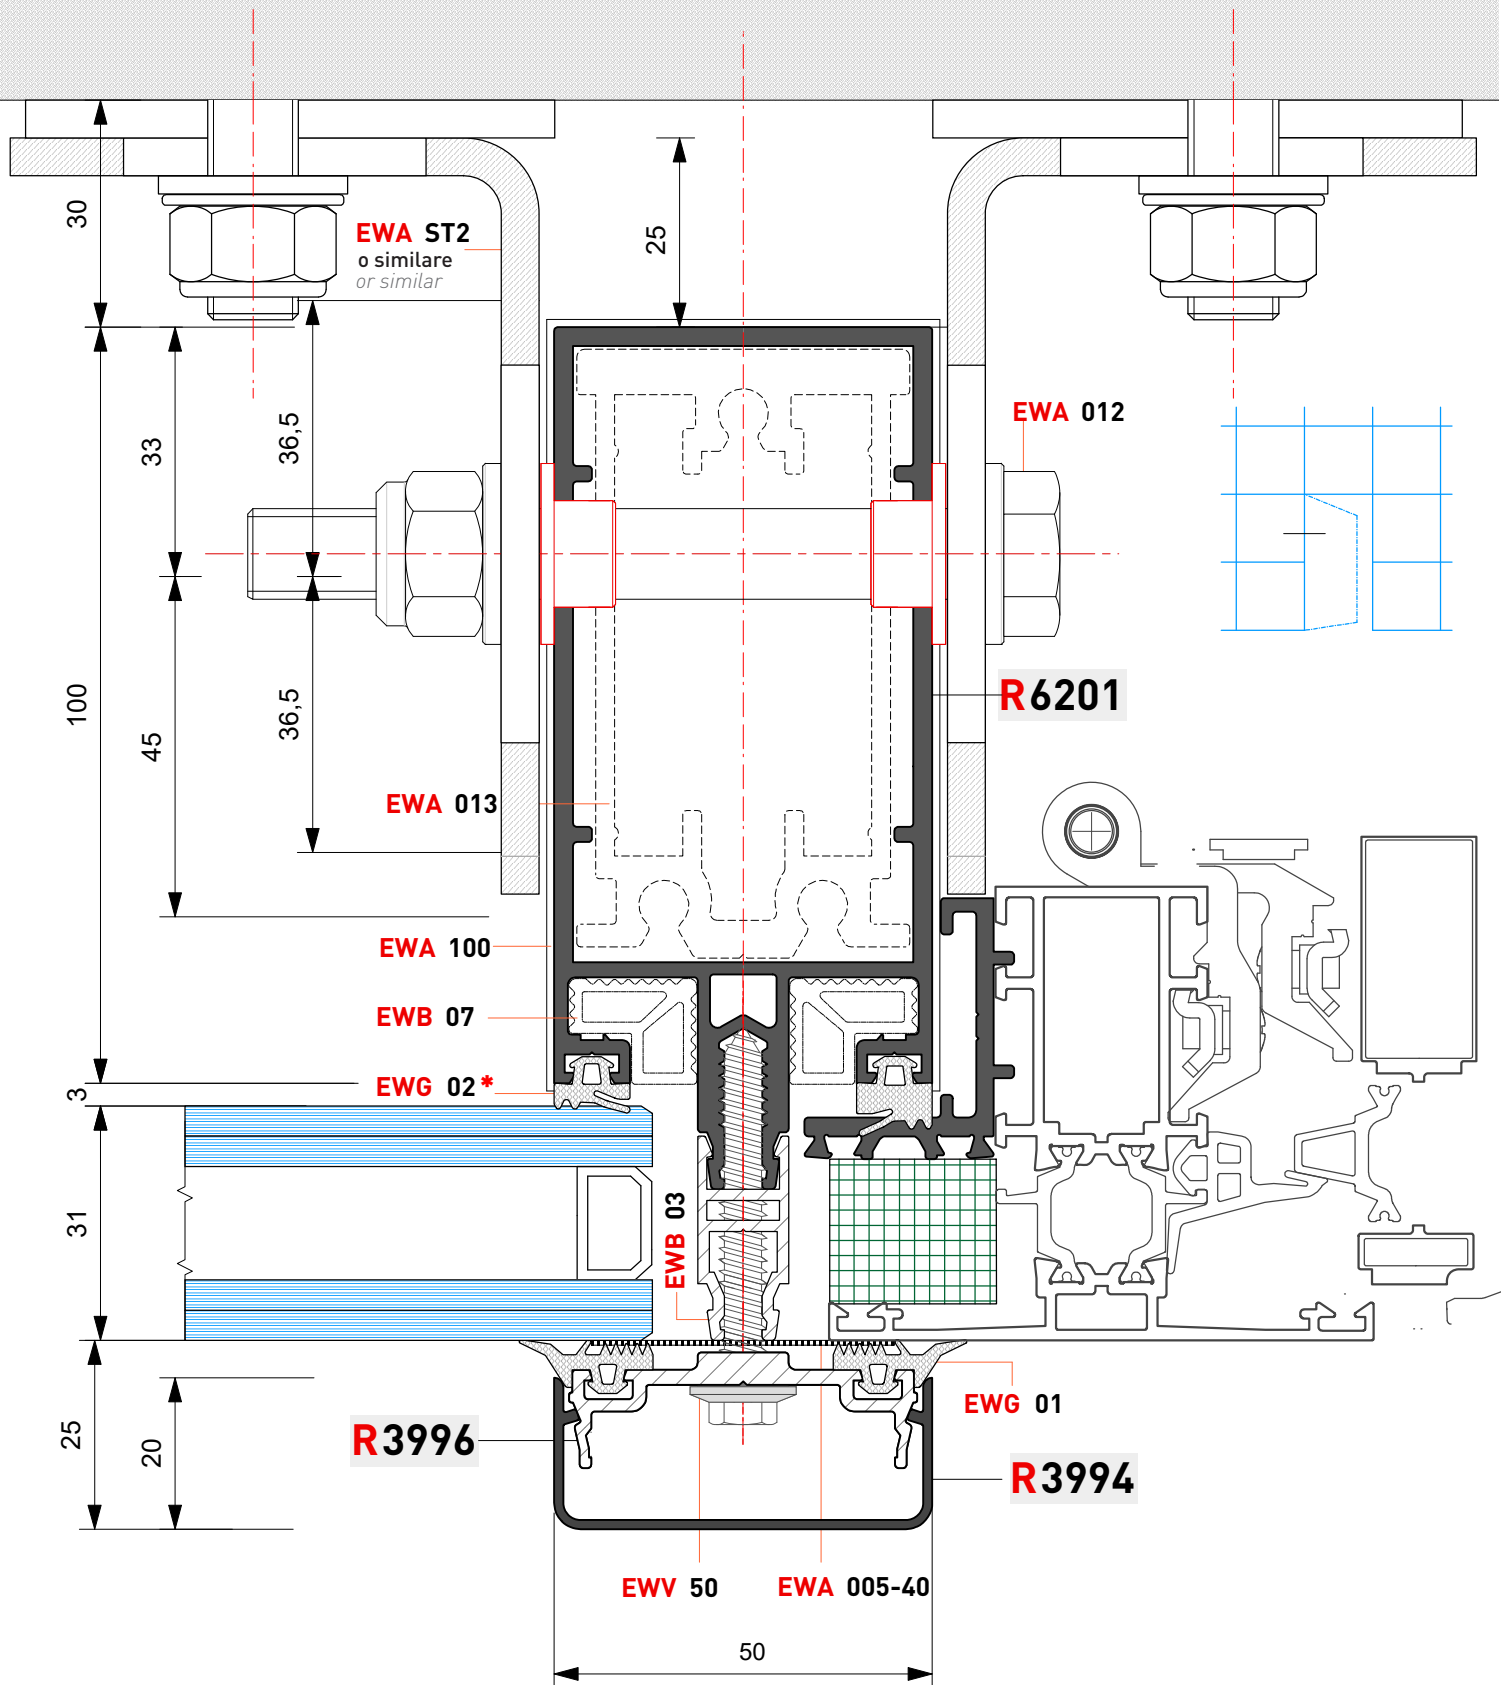 30
25
EWA ST2
o similare
or similar
33
36,5
EWA 012
100
45
36,5
R6201
EWA 013
EWA 100
EWB 07
3
EWG 02*
31
EWB 03
25
20
R3996
EWG 01
R3994
EWV 50
EWA 005-40
50